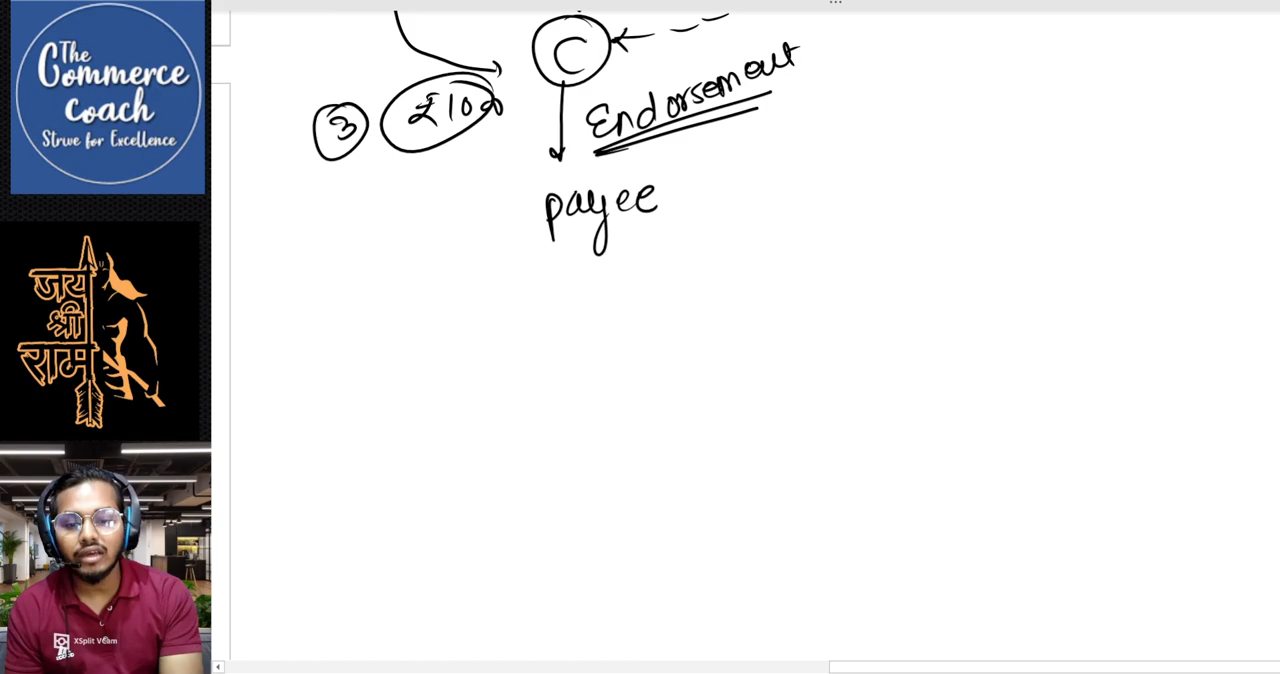 The
Commerce
Coach
Strive for Excellence
जय
श्री
राम
XSplit VCam
C
3
₹100
Endorsement
payee